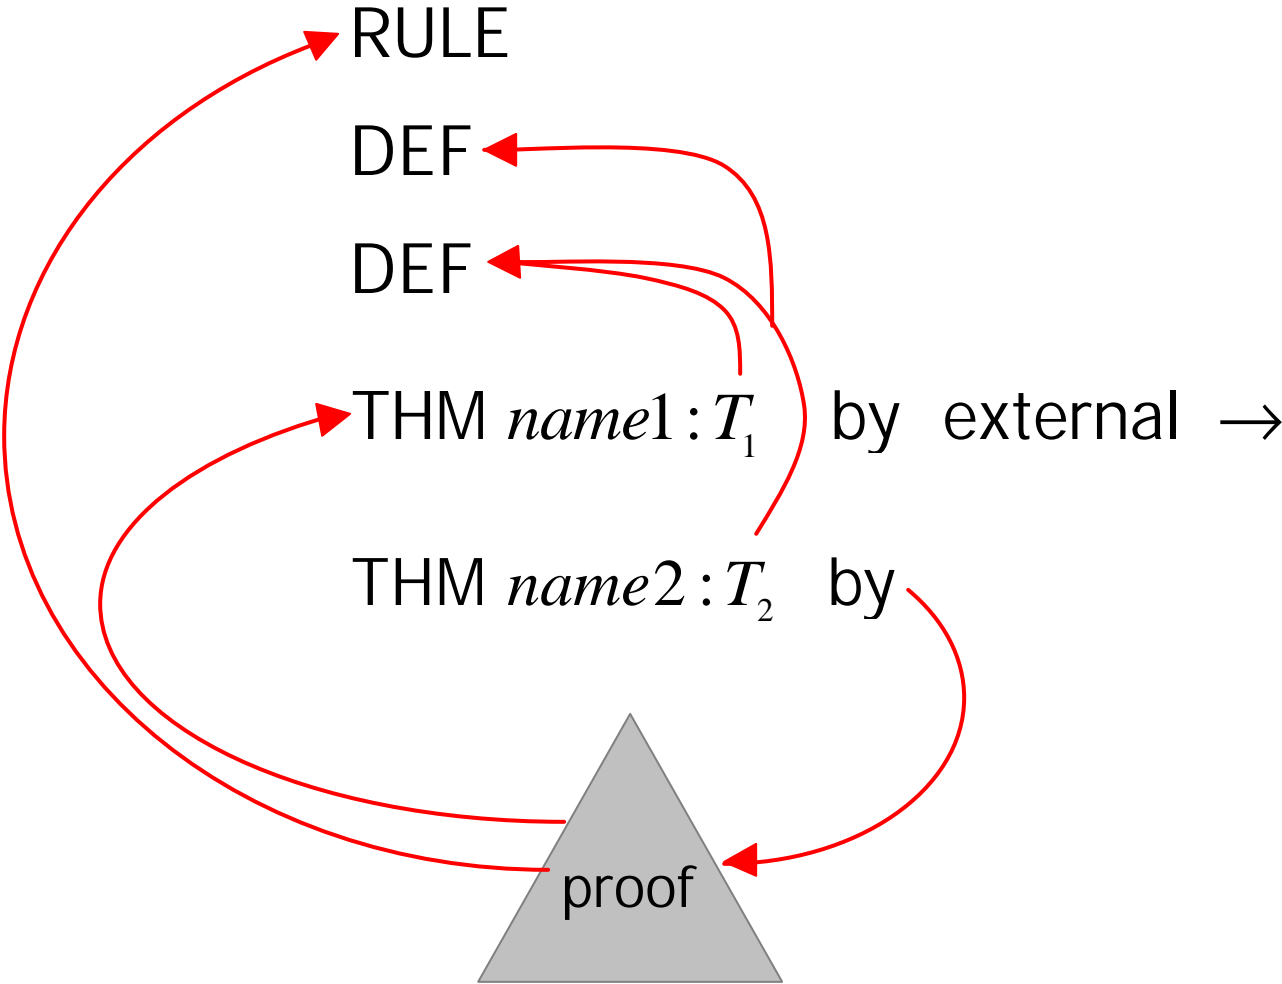 RULE
DEF
DEF
THM name1 : T₁ by external →
THM name2 : T₂ by
proof